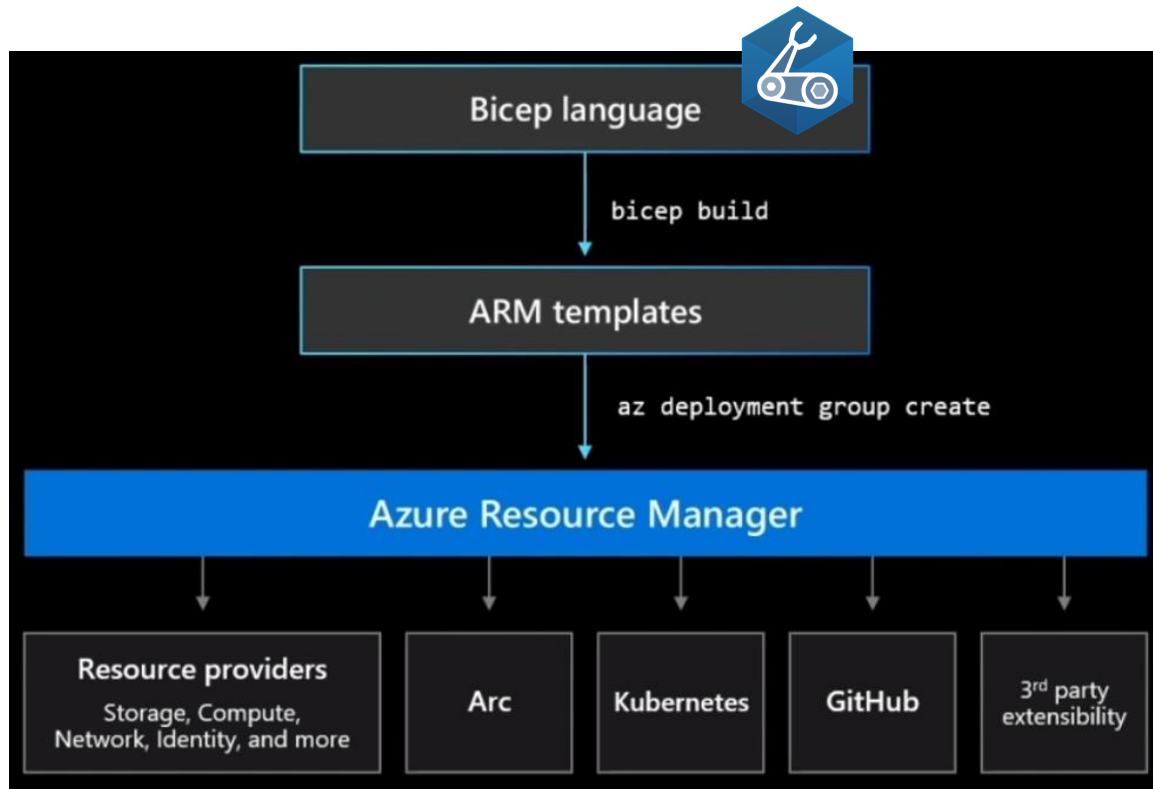 Bicep language
bicep build
ARM templates
az deployment group create
Azure Resource Manager
Resource providers
Storage, Compute,
Network, Identity, and more
Arc
Kubernetes
GitHub
3rd party
extensibility